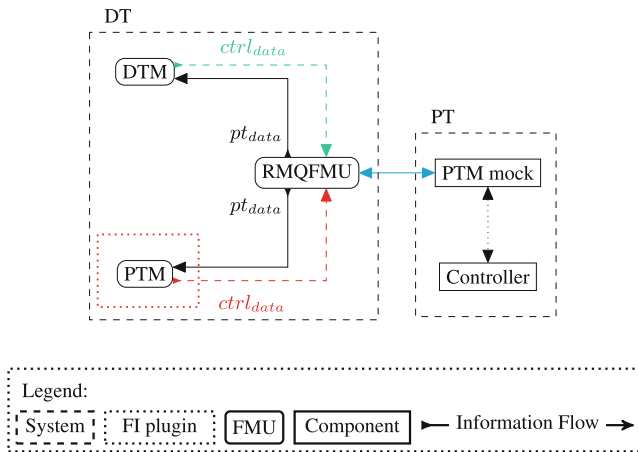 DT
ctrl_data
DTM
PT
pt_data
RMQFMU
PTM mock
pt_data
PTM
Controller
ctrl_data
Legend:
System FI plugin FMU Component Information Flow